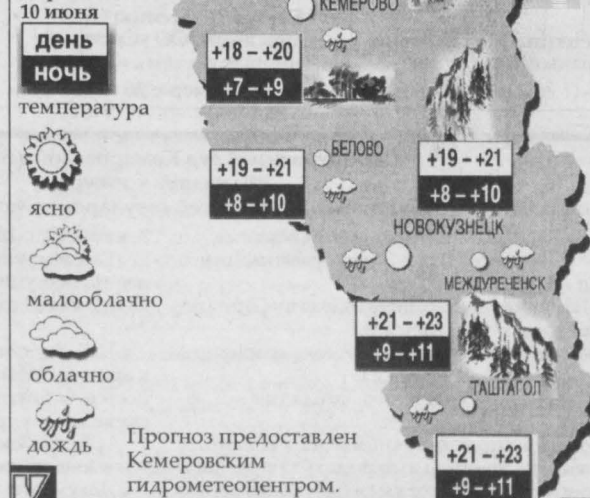 10 июня
день
ночь
температура
ясно
малооблачно
облачно
дождь
КЕМЕРОВО
+18 – +20
+7 – +9
БЕЛОВО
+19 – +21
+8 – +10
+19 – +21
+8 – +10
НОВОКУЗНЕЦК
МЕЖДУРЕЧЕНСК
+21 – +23
+9 – +11
ТАШТАГОЛ
+21 – +23
+9 – +11
Прогноз предоставлен
Кемеровским
гидрометеоцентром.